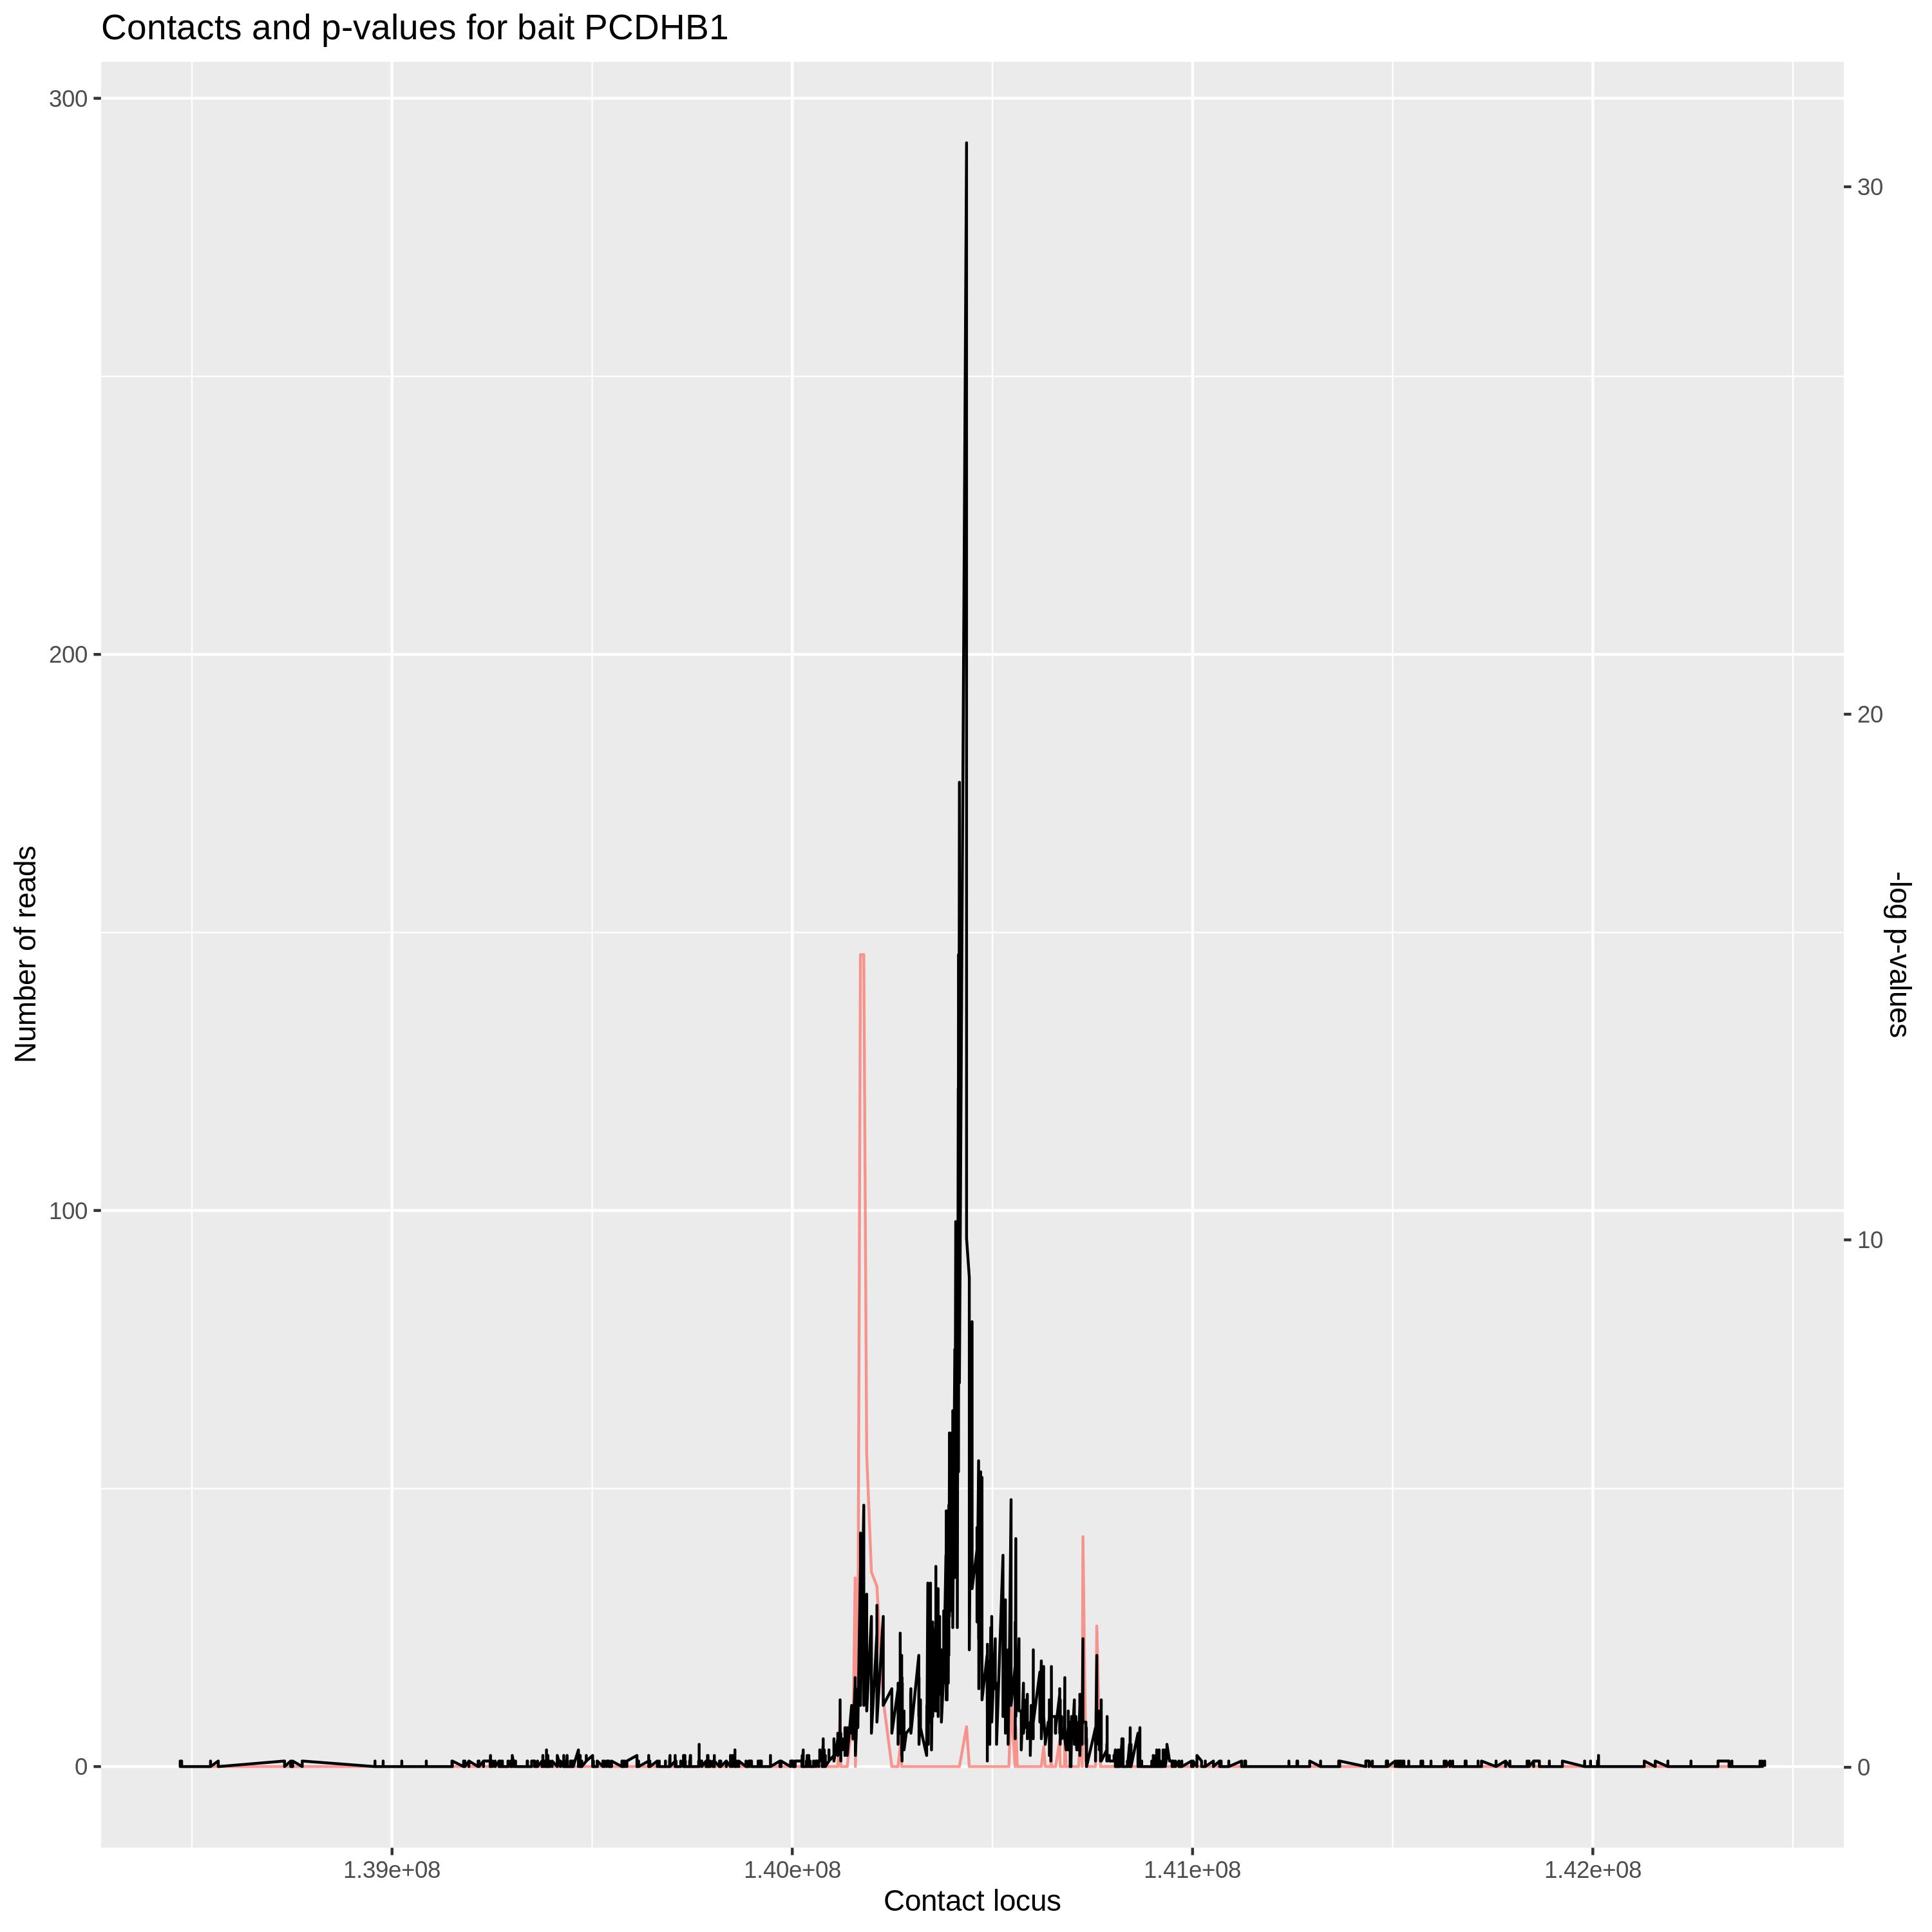 Contacts and p-values for bait PCDHB1
300
200
100
0
Number of reads
30
20
10
0
-log p-values
1.39e+08
1.40e+08
1.41e+08
1.42e+08
Contact locus